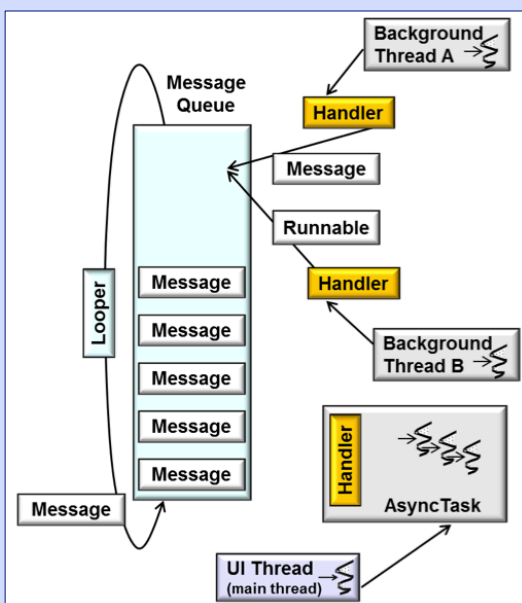 Background
Thread A
Message
Queue
Handler
Message
Runnable
Message
Handler
Looper
Message
Background
Thread B
Message
Message
Handler
Message
Message
AsyncTask
UI Thread
(main thread)